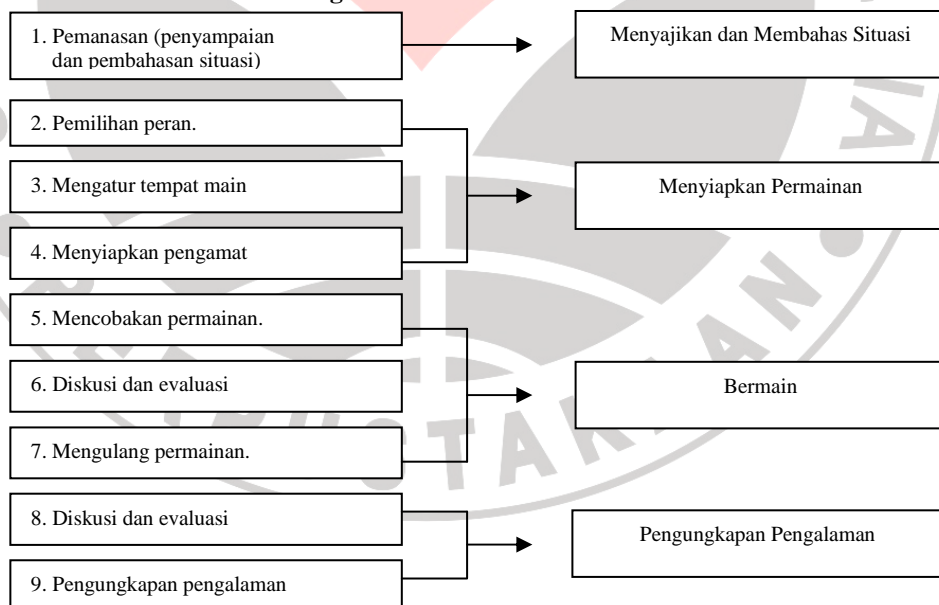 1. Pemanasan (penyampaian
dan pembahasan situasi)
Menyajikan dan Membahas Situasi
2. Pemilihan peran.
3. Mengatur tempat main
4. Menyiapkan pengamat
Menyiapkan Permainan
5. Mencobakan permainan.
6. Diskusi dan evaluasi
7. Mengulang permainan.
Bermain
8. Diskusi dan evaluasi
9. Pengungkapan pengalaman
Pengungkapan Pengalaman